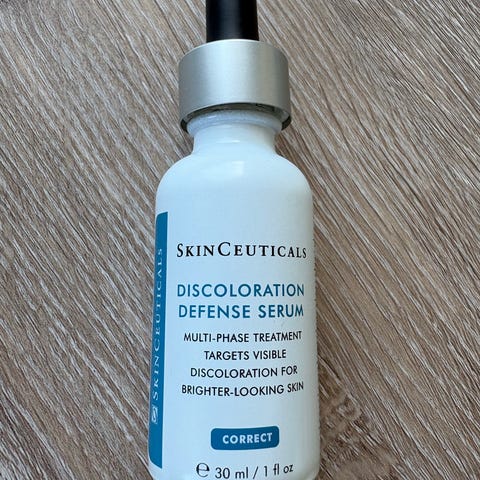 SKINCEUTICALS
DISCOLORATION
DEFENSE SERUM
MULTI-PHASE TREATMENT
TARGETS VISIBLE
DISCOLORATION FOR
BRIGHTER-LOOKING SKIN
CORRECT
℮ 30 ml / 1 fl oz
SKINCEUTICALS